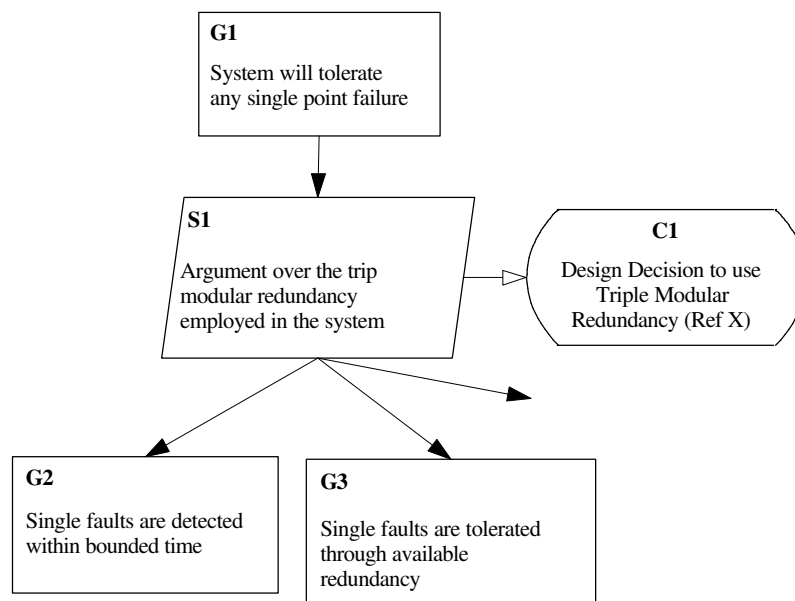 G1
System will tolerate
any single point failure
S1
Argument over the trip
modular redundancy
employed in the system
C1
Design Decision to use
Triple Modular
Redundancy (Ref X)
G2
Single faults are detected
within bounded time
G3
Single faults are tolerated
through available
redundancy